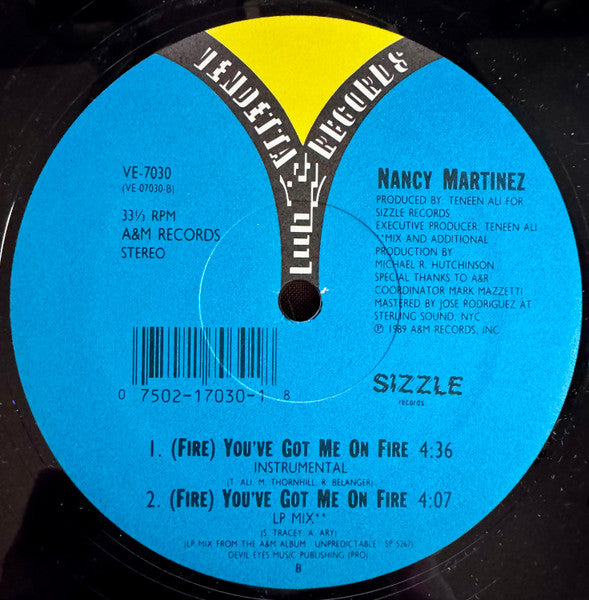 VENDETTA RECORDS
VE-7030
(VE-07030-B)
33⅓ RPM
A&M RECORDS
STEREO
NANCY MARTINEZ
PRODUCED BY: TENEEN ALI FOR
SIZZLE RECORDS
EXECUTIVE PRODUCER: TENEEN ALI
**MIX AND ADDITIONAL
PRODUCTION BY
MICHAEL R. HUTCHINSON
SPECIAL THANKS TO A&R
COORDINATOR MARK MAZZETTI
MASTERED BY JOSE RODRIGUEZ AT
STERLING SOUND, NYC
℗ 1989 A&M RECORDS, INC
0 7502-17030-1 8
SIZZLE
records
1. (FIRE) YOU'VE GOT ME ON FIRE 4:36
INSTRUMENTAL
(T. ALI, M. THORNHILL, R. BELANGER)
2. (FIRE) YOU'VE GOT ME ON FIRE 4:07
LP MIX**
(S. TRACEY, A. ARY)
(LP MIX FROM THE A&M ALBUM: UNPREDICTABLE SP 5267)
DEVIL EYES MUSIC PUBLISHING (PRO)
B